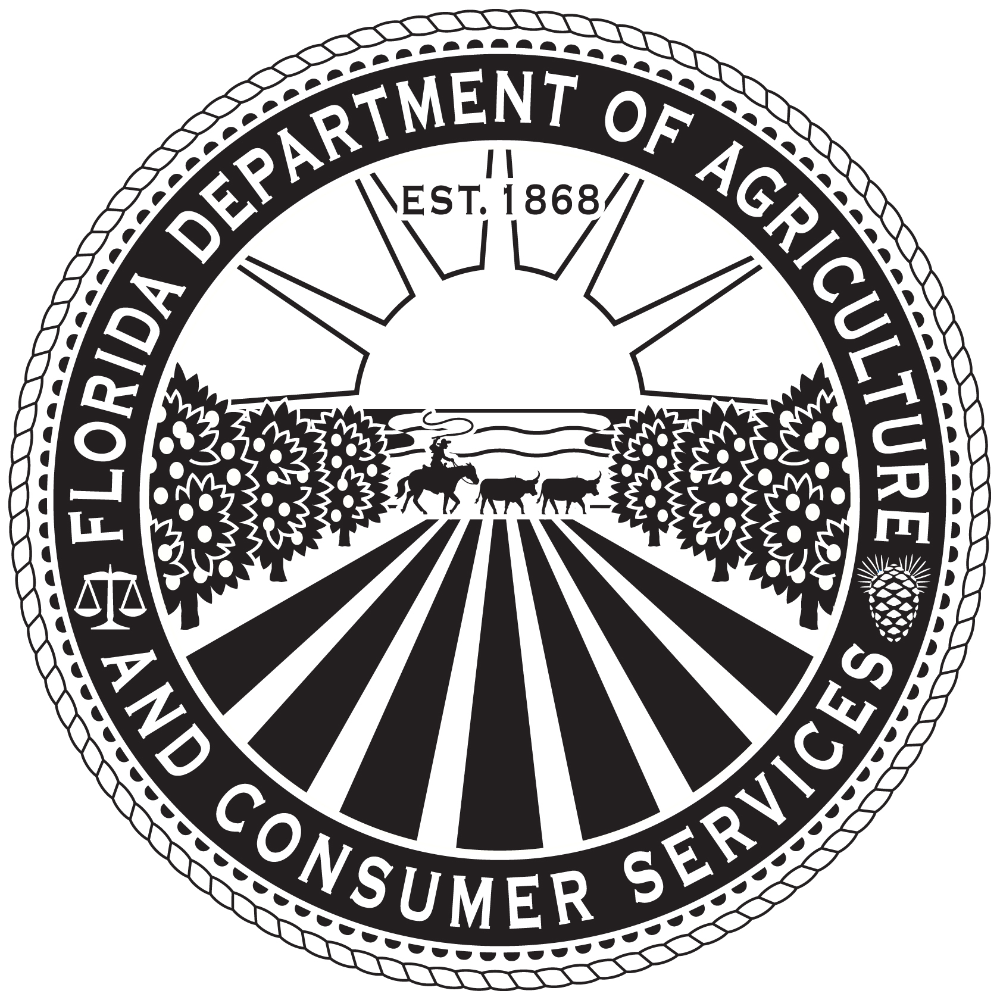 FLORIDA DEPARTMENT OF AGRICULTURE
AND CONSUMER SERVICES
EST. 1868